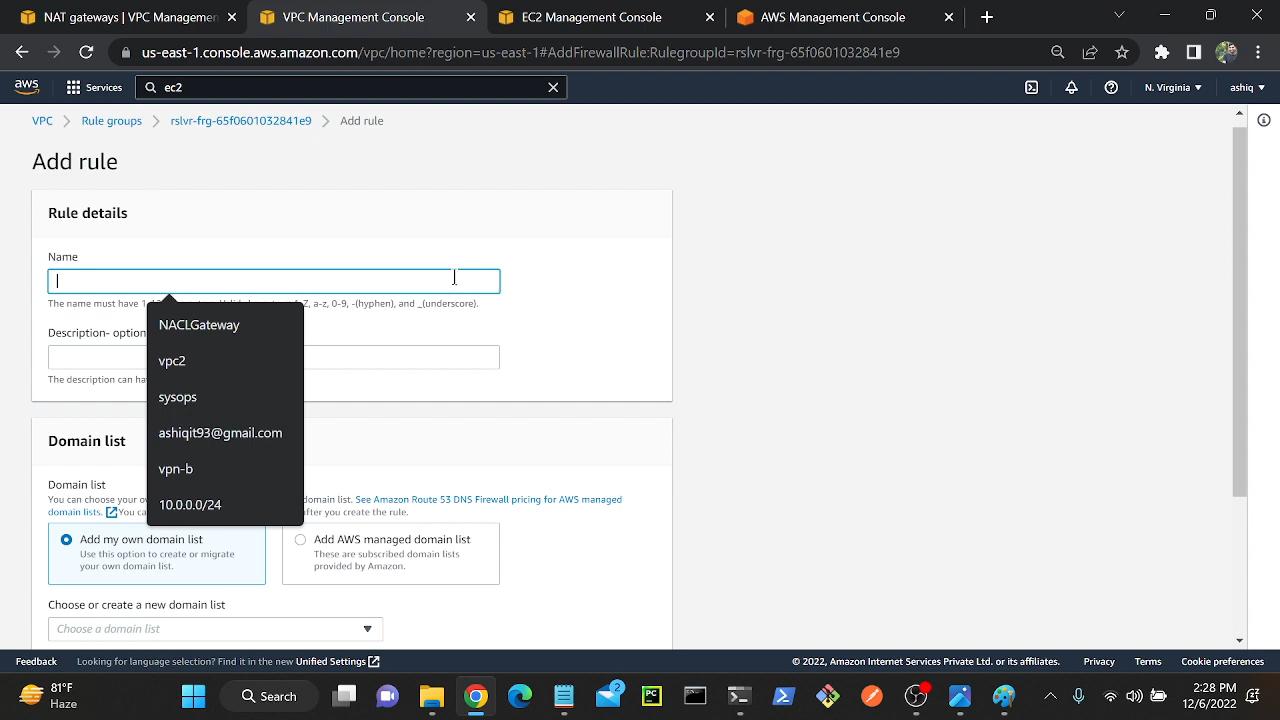 NAT gateways | VPC Managemen
VPC Management Console
EC2 Management Console
AWS Management Console
us-east-1.console.aws.amazon.com/vpc/home?region=us-east-1#AddFirewallRule:RulegroupId=rslvr-frg-65f0601032841e9
aws
Services
ec2
N. Virginia
ashiq
VPC
Rule groups
rslvr-frg-65f0601032841e9
Add rule
Add rule
Rule details
Name
The name must have 1
Z, a-z, 0-9, -(hyphen), and _(underscore).
NACLGateway
Description- option
vpc2
The description can ha
sysops
ashiqit93@gmail.com
vpn-b
10.0.0.0/24
Domain list
Domain list
You can choose your ov
domain list. See Amazon Route 53 DNS Firewall pricing for AWS managed
domain lists. You ca
after you create the rule.
Add my own domain list
Use this option to create or migrate
your own domain list.
Add AWS managed domain list
These are subscribed domain lists
provided by Amazon.
Choose or create a new domain list
Choose a domain list
Feedback
Looking for language selection? Find it in the new Unified Settings
© 2022, Amazon Internet Services Private Ltd. or its affiliates.
Privacy
Terms
Cookie preferences
81°F
Haze
Search
2
PC
2:28 PM
12/6/2022